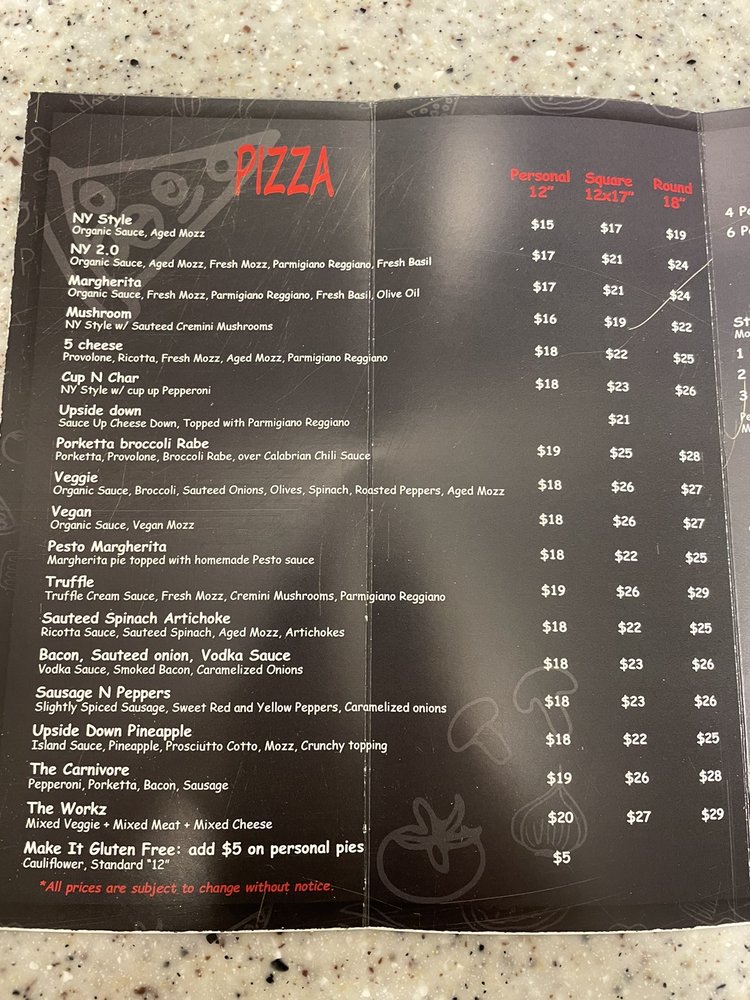 PIZZA
Personal 12" Square 12x17" Round 18"
NY Style $15 $17 $19
Organic Sauce, Aged Mozz
NY 2.0 $17 $21 $24
Organic Sauce, Aged Mozz, Fresh Mozz, Parmigiano Reggiano, Fresh Basil
Margherita $17 $21 $24
Organic Sauce, Fresh Mozz, Parmigiano Reggiano, Fresh Basil, Olive Oil
Mushroom $16 $19 $22
NY Style w/ Sauteed Cremini Mushrooms
5 cheese $18 $22 $25
Provolone, Ricotta, Fresh Mozz, Aged Mozz, Parmigiano Reggiano
Cup N Char $18 $23 $26
NY Style w/ cup up Pepperoni
Upside down $21
Sauce Up Cheese Down, Topped with Parmigiano Reggiano
Porketta broccoli Rabe $19 $25 $28
Porketta, Provolone, Broccoli Rabe, over Calabrian Chili Sauce
Veggie $18 $26 $27
Organic Sauce, Broccoli, Sauteed Onions, Olives, Spinach, Roasted Peppers, Aged Mozz
Vegan $18 $26 $27
Organic Sauce, Vegan Mozz
Pesto Margherita $18 $22 $25
Margherita pie topped with homemade Pesto sauce
Truffle $19 $26 $29
Truffle Cream Sauce, Fresh Mozz, Cremini Mushrooms, Parmigiano Reggiano
Sauteed Spinach Artichoke $18 $22 $25
Ricotta Sauce, Sauteed Spinach, Aged Mozz, Artichokes
Bacon, Sauteed onion, Vodka Sauce $18 $23 $26
Vodka Sauce, Smoked Bacon, Caramelized Onions
Sausage N Peppers $18 $23 $26
Slightly Spiced Sausage, Sweet Red and Yellow Peppers, Caramelized onions
Upside Down Pineapple $18 $22 $25
Island Sauce, Pineapple, Prosciutto Cotto, Mozz, Crunchy topping
The Carnivore $19 $26 $28
Pepperoni, Porketta, Bacon, Sausage
The Workz $20 $27 $29
Mixed Veggie + Mixed Meat + Mixed Cheese
Make It Gluten Free: add $5 on personal pies $5
Cauliflower, Standard "12"
*All prices are subject to change without notice.
4 Pe
6 Pe
St
Mo
1
2
3
Pe
M